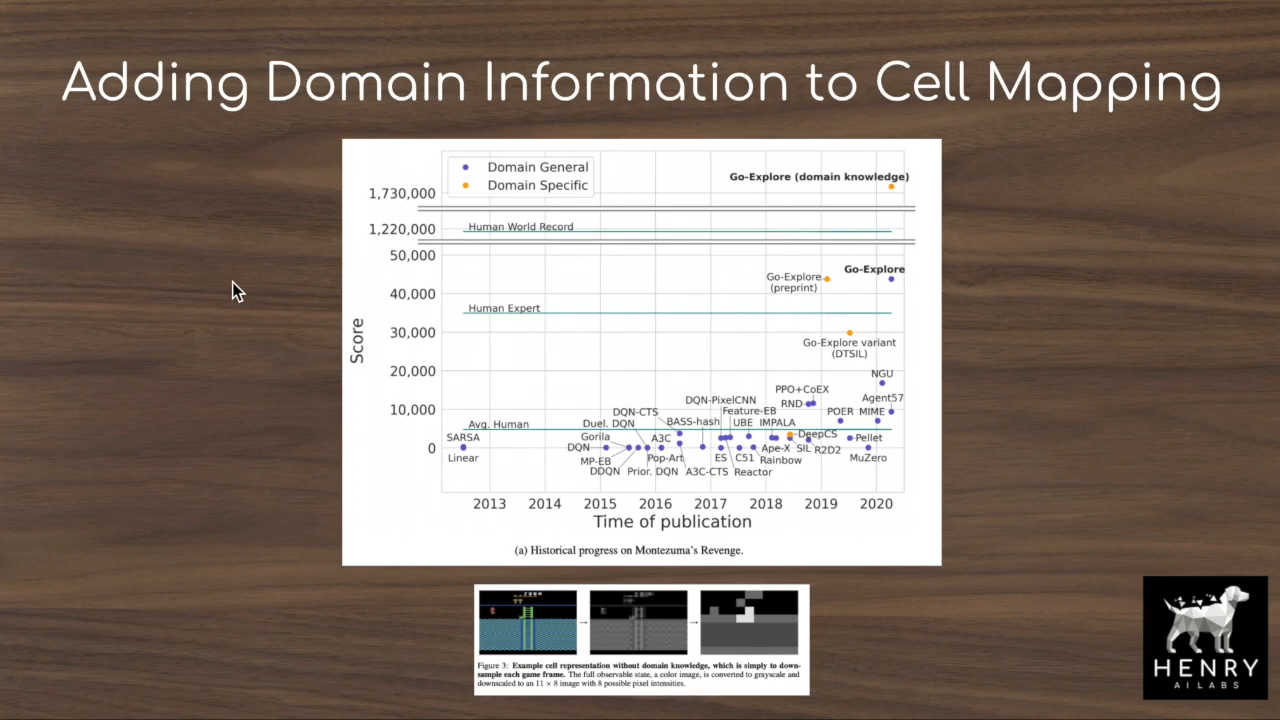 Adding Domain Information to Cell Mapping
Domain General
Domain Specific
Go-Explore (domain knowledge)
1,730,000
Human World Record
1,220,000
50,000
Go-Explore
(preprint)
Go-Explore
40,000
Human Expert
30,000
Go-Explore variant
(DTSIL)
20,000
NGU
PPO+CoEX
DQN-PixelCNN
RND
Agent57
10,000
DQN-CTS
Feature-EB
POER
MIME
Avg. Human
Duel. DQN
BASS-hash
UBE
IMPALA
SARSA
Gorila
A3C
DeepCS
Pellet
0
DQN
SIL
R2D2
Linear
MP-EB
Pop-Art
ES
C51
Ape-X
Rainbow
MuZero
DDQN
Prior. DQN
A3C-CTS
Reactor
Score
2013
2014
2015
2016
2017
2018
2019
2020
Time of publication
(a) Historical progress on Montezuma's Revenge.
Figure 3: Example cell representation without domain knowledge, which is simply to down-
sample each game frame. The full observable state, a color image, is converted to grayscale and
downscaled to an 11 × 8 image with 8 possible pixel intensities.
HENRY
AI LABS